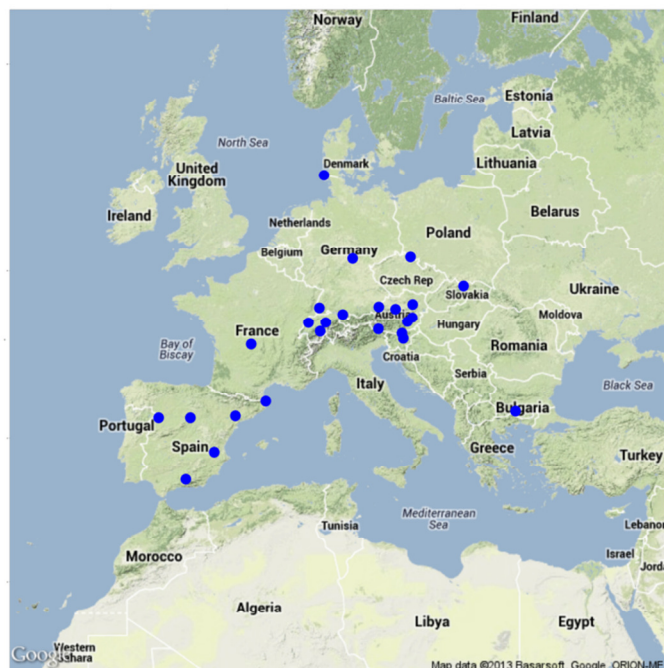 Norway
Finland
Baltic Sea
Estonia
Latvia
North Sea
Denmark
Lithuania
United
Kingdom
Ireland
Belarus
Netherlands
Poland
Belgium
Germany
Czech Rep
Ukraine
Slovakia
Austria
Moldova
Hungary
France
Romania
Bay of
Biscay
Croatia
Serbia
Italy
Black Sea
Bulgaria
Portugal
Spain
Greece
Turkey
Mediterranean
Sea
Tunisia
Lebanon
Morocco
Israel
Jorda
Algeria
Libya
Egypt
Western
Sahara
Google
Map data ©2013 Basarsoft, Google, ORION-ME